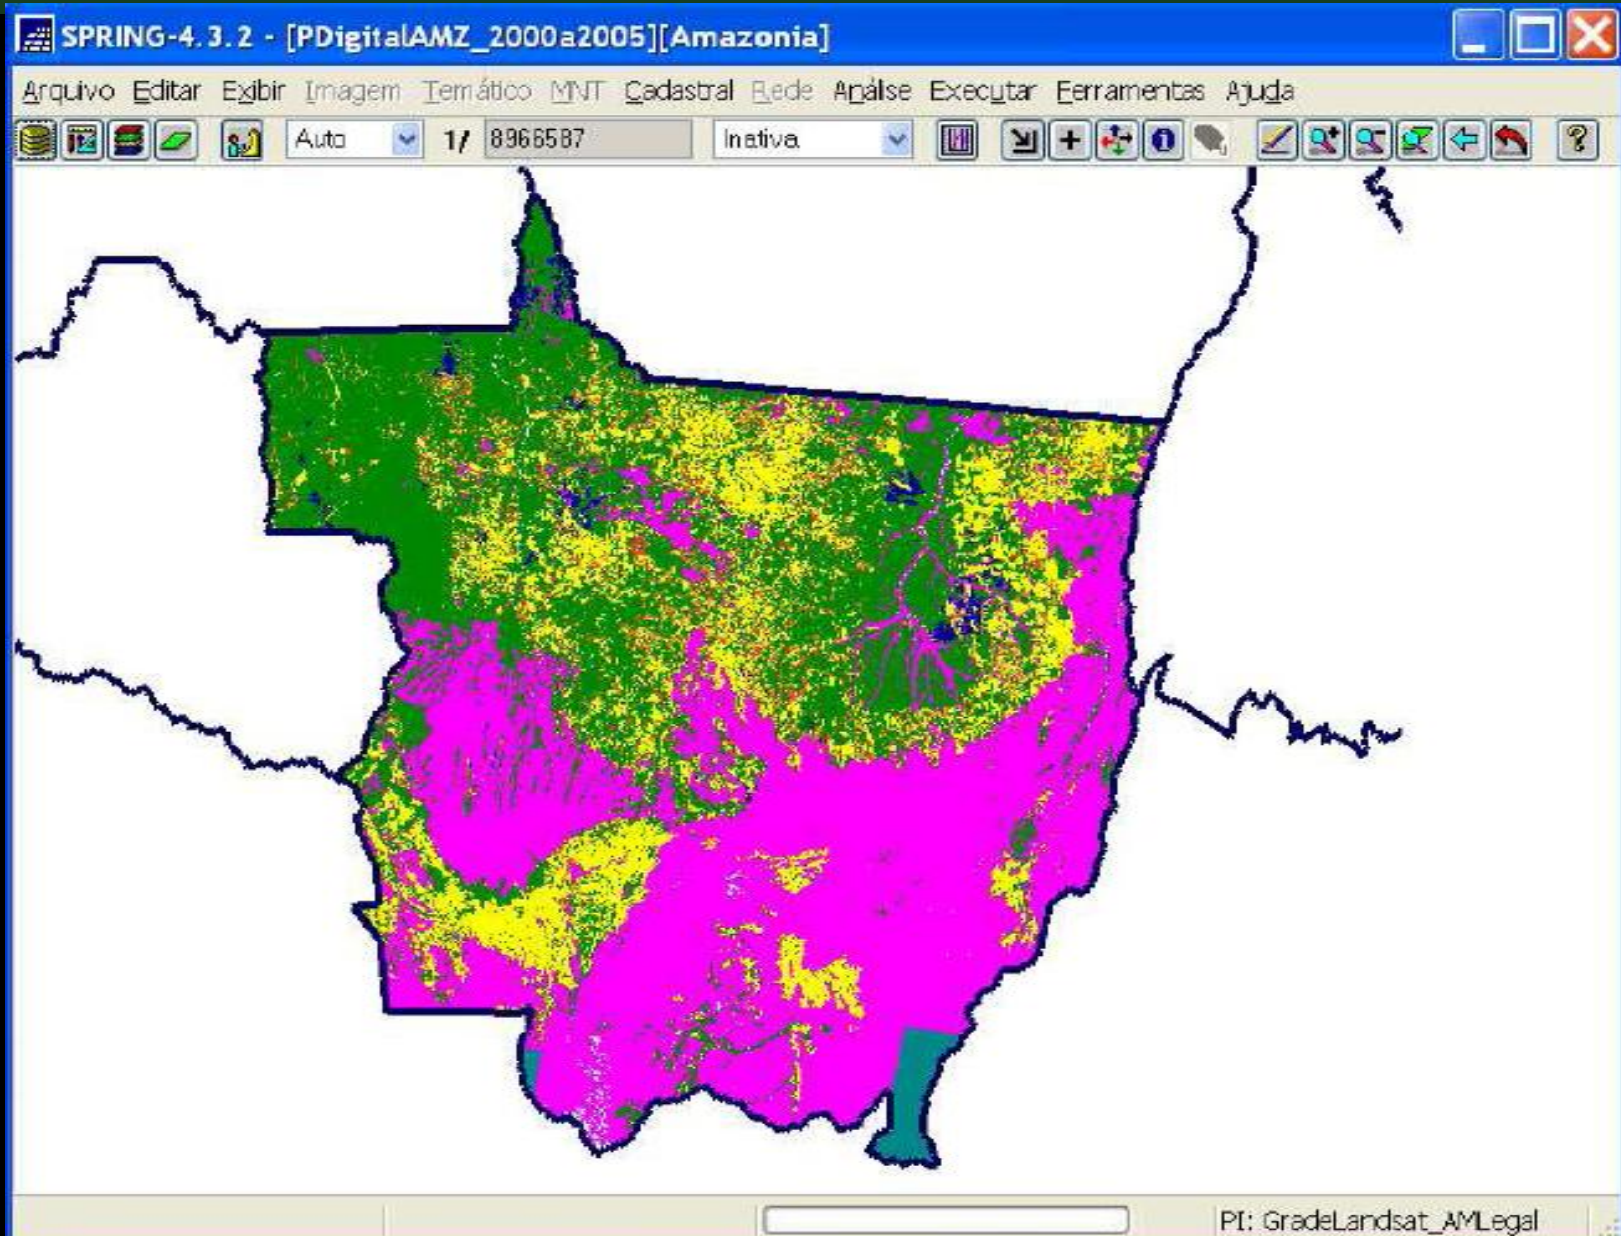 SPRING-4.3.2 - [PDigitalAMZ_2000a2005][Amazonia]
Arquivo Editar Exibir Imagem Temático MNT Cadastral Rede Análise Executar Ferramentas Ajuda
Auto 1/ 8966587 Inativa ?
PI: GradeLandsat_AMLegal